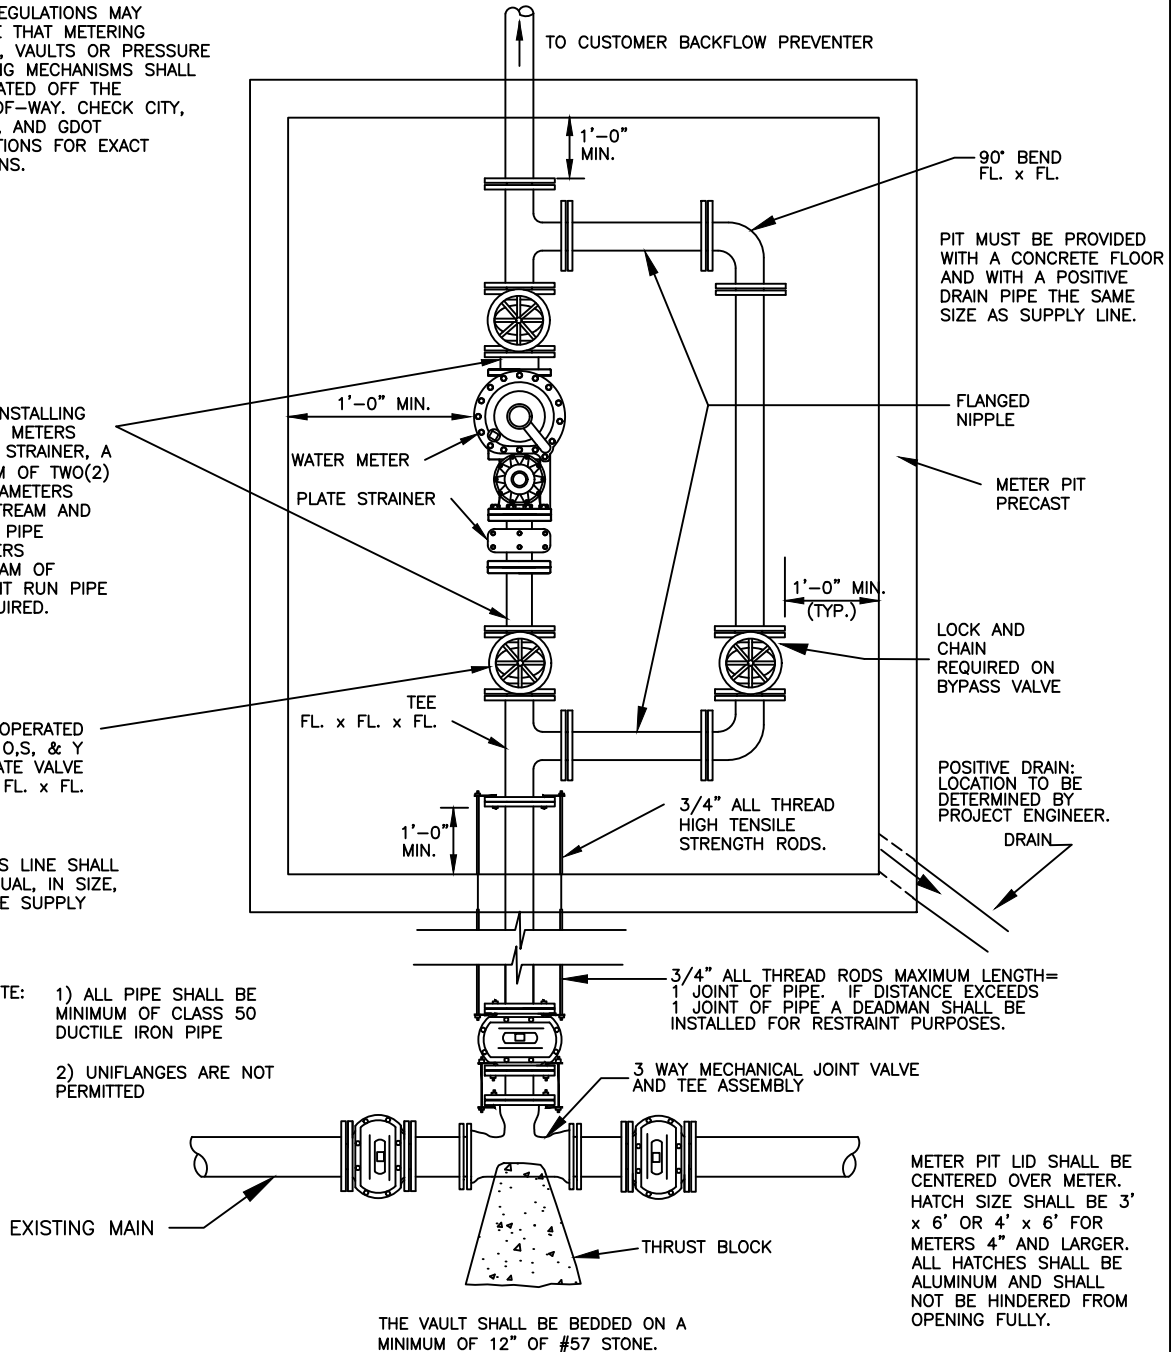 EGULATIONS MAY
E THAT METERING
, VAULTS OR PRESSURE
NG MECHANISMS SHALL
ATED OFF THE
OF-WAY. CHECK CITY,
, AND GDOT
TIONS FOR EXACT
NS.
TO CUSTOMER BACKFLOW PREVENTER
1'-0"
MIN.
90° BEND
FL. x FL.
PIT MUST BE PROVIDED
WITH A CONCRETE FLOOR
AND WITH A POSITIVE
DRAIN PIPE THE SAME
SIZE AS SUPPLY LINE.
NSTALLING
METERS
STRAINER, A
M OF TWO(2)
AMETERS
TREAM AND
PIPE
ERS
AM OF
HT RUN PIPE
UIRED.
1'-0" MIN.
WATER METER
PLATE STRAINER
FLANGED
NIPPLE
METER PIT
PRECAST
1'-0" MIN.
(TYP.)
LOCK AND
CHAIN
REQUIRED ON
BYPASS VALVE
OPERATED
O,S, & Y
ATE VALVE
FL. x FL.
TEE
FL. x FL. x FL.
POSITIVE DRAIN:
LOCATION TO BE
DETERMINED BY
PROJECT ENGINEER.
DRAIN
1'-0"
MIN.
3/4" ALL THREAD
HIGH TENSILE
STRENGTH RODS.
S LINE SHALL
QUAL, IN SIZE,
E SUPPLY
TE: 1) ALL PIPE SHALL BE
MINIMUM OF CLASS 50
DUCTILE IRON PIPE
2) UNIFLANGES ARE NOT
PERMITTED
3/4" ALL THREAD RODS MAXIMUM LENGTH=
1 JOINT OF PIPE. IF DISTANCE EXCEEDS
1 JOINT OF PIPE A DEADMAN SHALL BE
INSTALLED FOR RESTRAINT PURPOSES.
3 WAY MECHANICAL JOINT VALVE
AND TEE ASSEMBLY
EXISTING MAIN
THRUST BLOCK
METER PIT LID SHALL BE
CENTERED OVER METER.
HATCH SIZE SHALL BE 3'
x 6' OR 4' x 6' FOR
METERS 4" AND LARGER.
ALL HATCHES SHALL BE
ALUMINUM AND SHALL
NOT BE HINDERED FROM
OPENING FULLY.
THE VAULT SHALL BE BEDDED ON A
MINIMUM OF 12" OF #57 STONE.